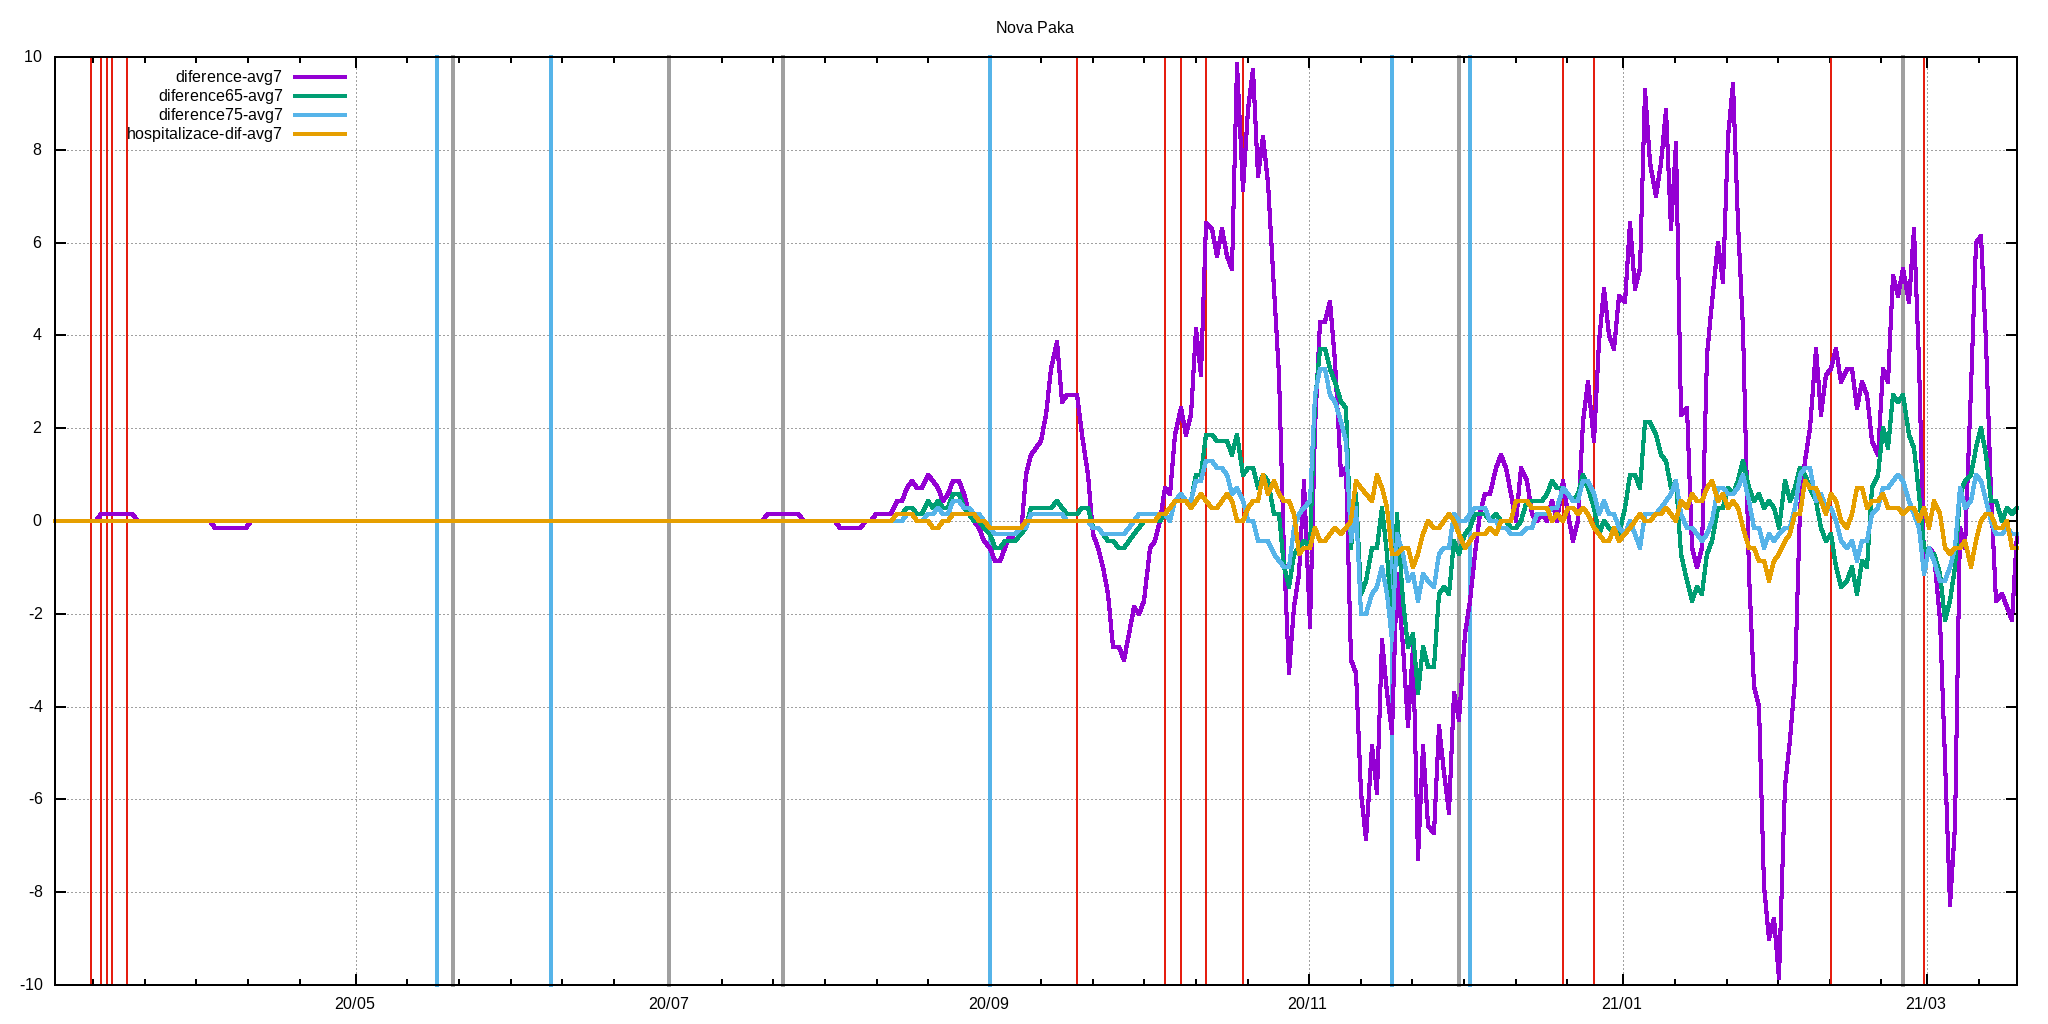 Nova Paka
diference-avg7
diference65-avg7
diference75-avg7
hospitalizace-dif-avg7
10
8
6
4
2
0
-2
-4
-6
-8
-10
20/05 20/07 20/09 20/11 21/01 21/03